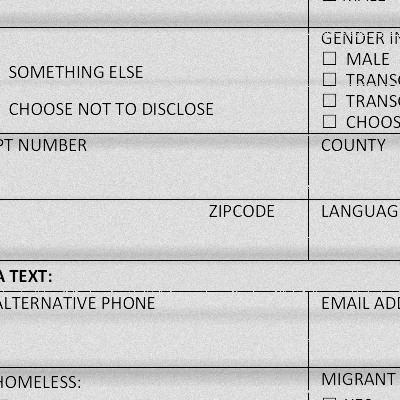 SOMETHING ELSE
CHOOSE NOT TO DISCLOSE
GENDER I
☐ MALE
☐ TRANS
☐ TRANS
☐ CHOOS
PT NUMBER
COUNTY
ZIPCODE
LANGUAG
A TEXT:
ALTERNATIVE PHONE
EMAIL ADD
HOMELESS:
MIGRANT